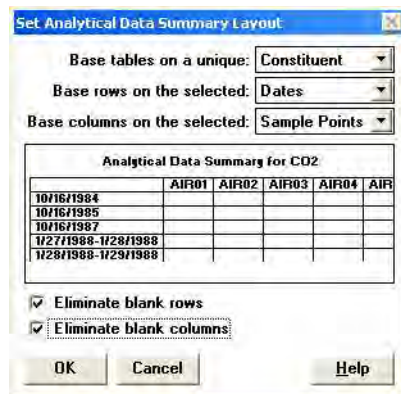 Set Analytical Data Summary Layout
Base tables on a unique: Constituent
Base rows on the selected: Dates
Base columns on the selected: Sample Points
Analytical Data Summary for CO2
AIR01 AIR02 AIR03 AIR04 AIR
10/16/1984
10/16/1985
10/16/1987
1/27/1988-1/28/1988
1/28/1988-1/29/1988
Eliminate blank rows
Eliminate blank columns
OK Cancel Help